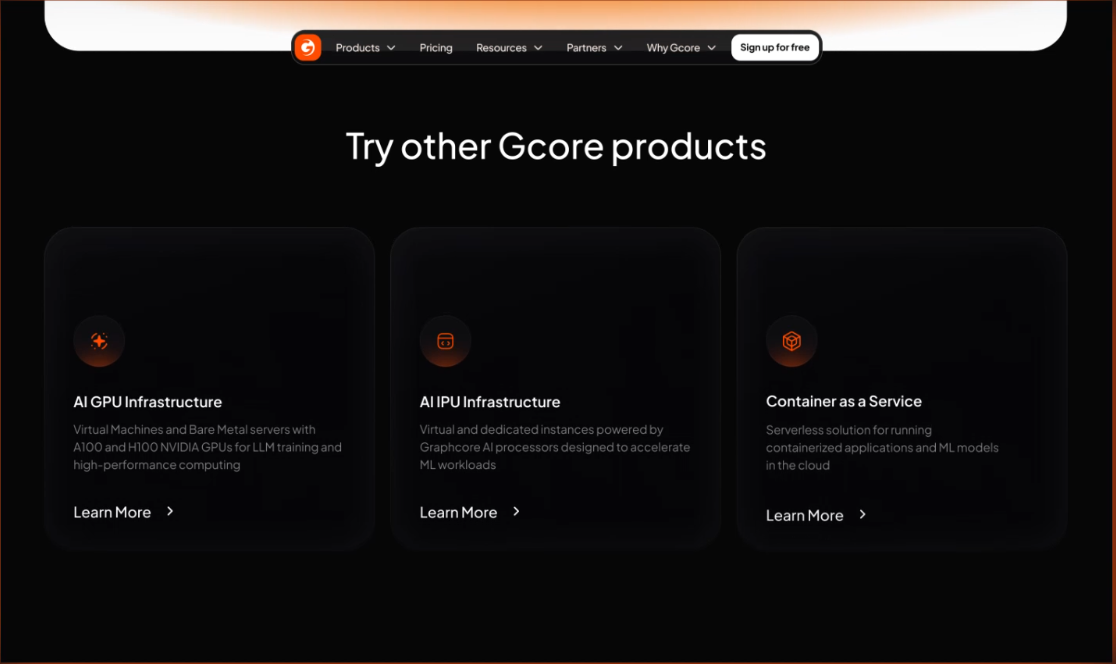 Products
Pricing
Resources
Partners
Why Gcore
Sign up for free
Try other Gcore products
AI GPU Infrastructure
Virtual Machines and Bare Metal servers with
A100 and H100 NVIDIA GPUs for LLM training and
high-performance computing
Learn More
AI IPU Infrastructure
Virtual and dedicated instances powered by
Graphcore AI processors designed to accelerate
ML workloads
Learn More
Container as a Service
Serverless solution for running
containerized applications and ML models
in the cloud
Learn More